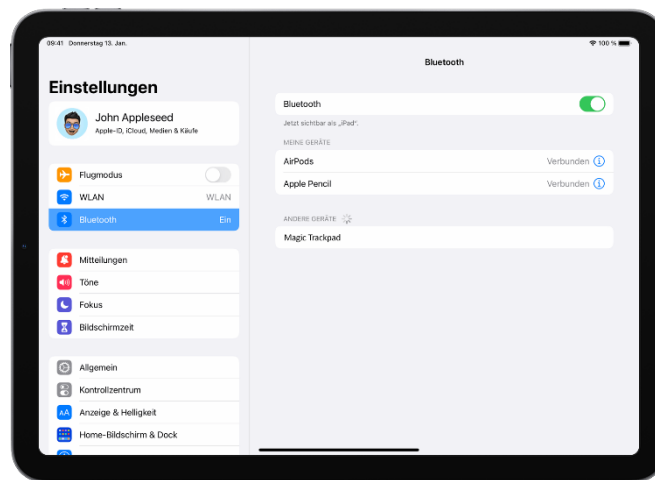 09:41 Donnerstag 13. Jan.
100 %
Einstellungen
John Appleseed
Apple-ID, iCloud, Medien & Käufe
Flugmodus
WLAN WLAN
Bluetooth Ein
Mitteilungen
Töne
Fokus
Bildschirmzeit
Allgemein
Kontrollzentrum
AA Anzeige & Helligkeit
Home-Bildschirm & Dock
Bluetooth
Bluetooth
Jetzt sichtbar als „iPad“.
MEINE GERÄTE
AirPods Verbunden
Apple Pencil Verbunden
ANDERE GERÄTE
Magic Trackpad